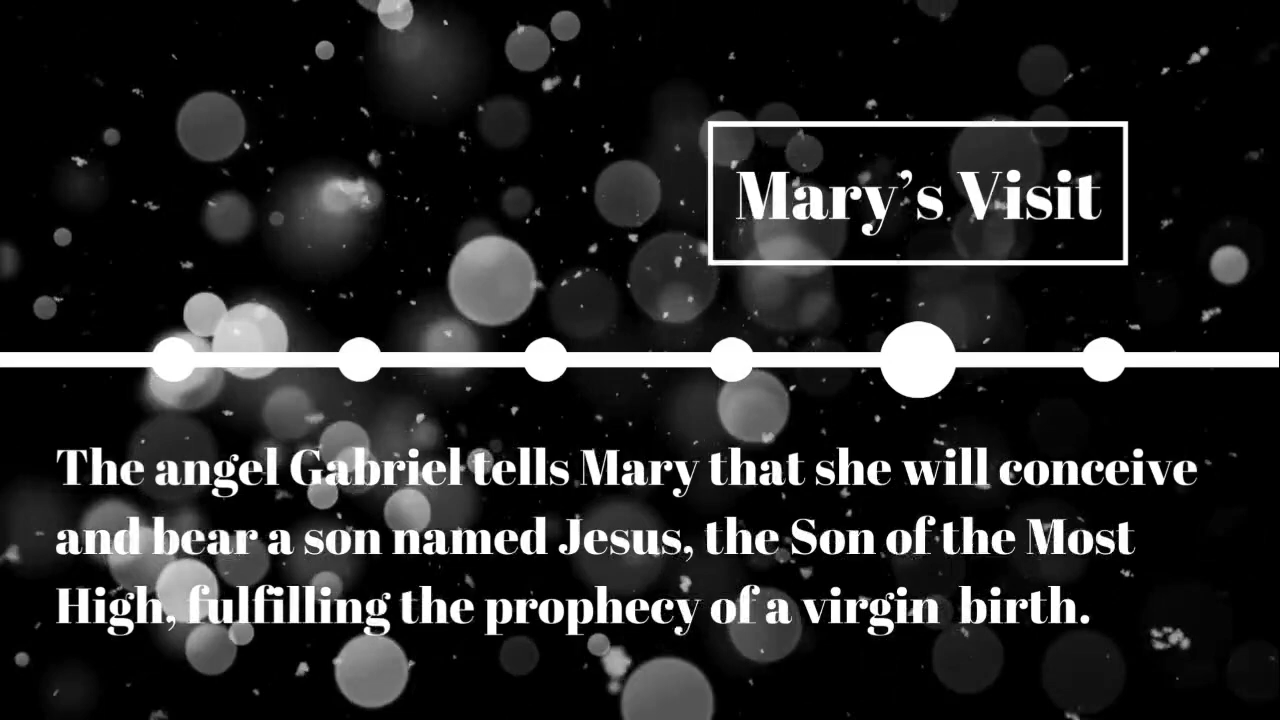 Mary’s Visit
The angel Gabriel tells Mary that she will conceive
and bear a son named Jesus, the Son of the Most
High, fulfilling the prophecy of a virgin  birth.